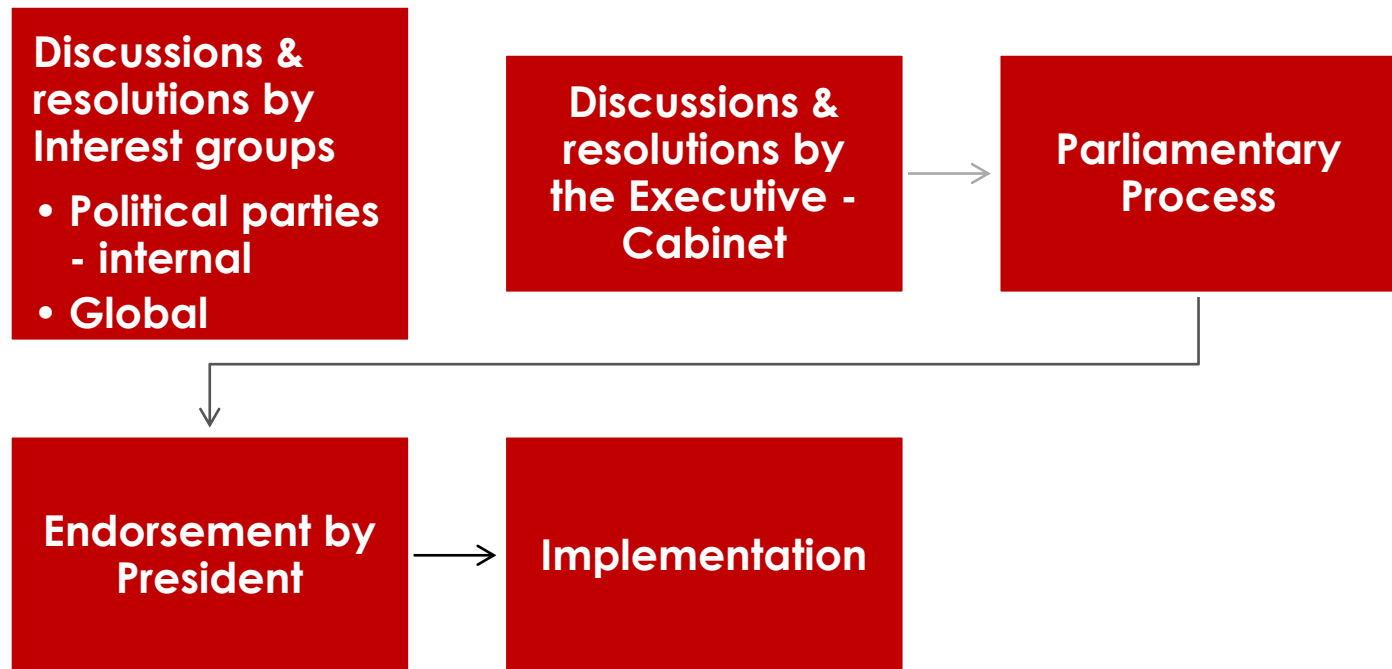 Discussions &
resolutions by
Interest groups
• Political parties
- internal
• Global
Discussions &
resolutions by
the Executive -
Cabinet
Parliamentary
Process
Endorsement by
President
Implementation